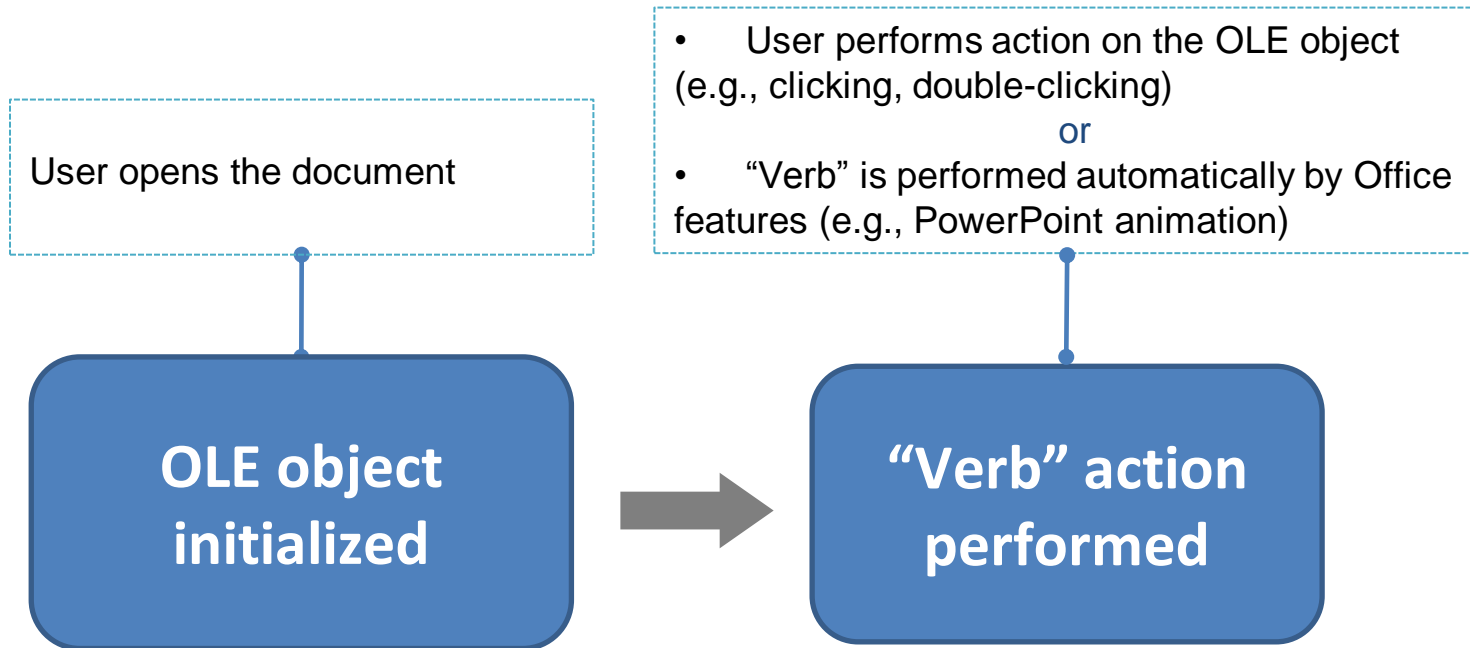 User opens the document
•	User performs action on the OLE object
(e.g., clicking, double-clicking)
or
•	“Verb” is performed automatically by Office
features (e.g., PowerPoint animation)
OLE object
initialized
“Verb” action
performed